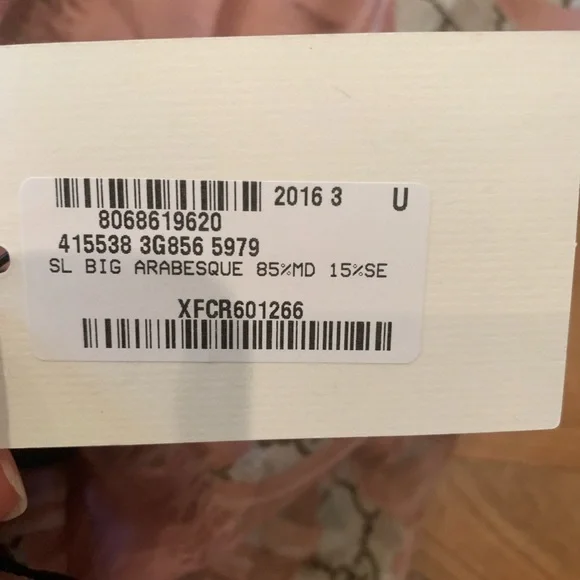 2016 3 U
8068619620
415538 3G856 5979
SL BIG ARABESQUE 85%MD 15%SE
XFCR601266